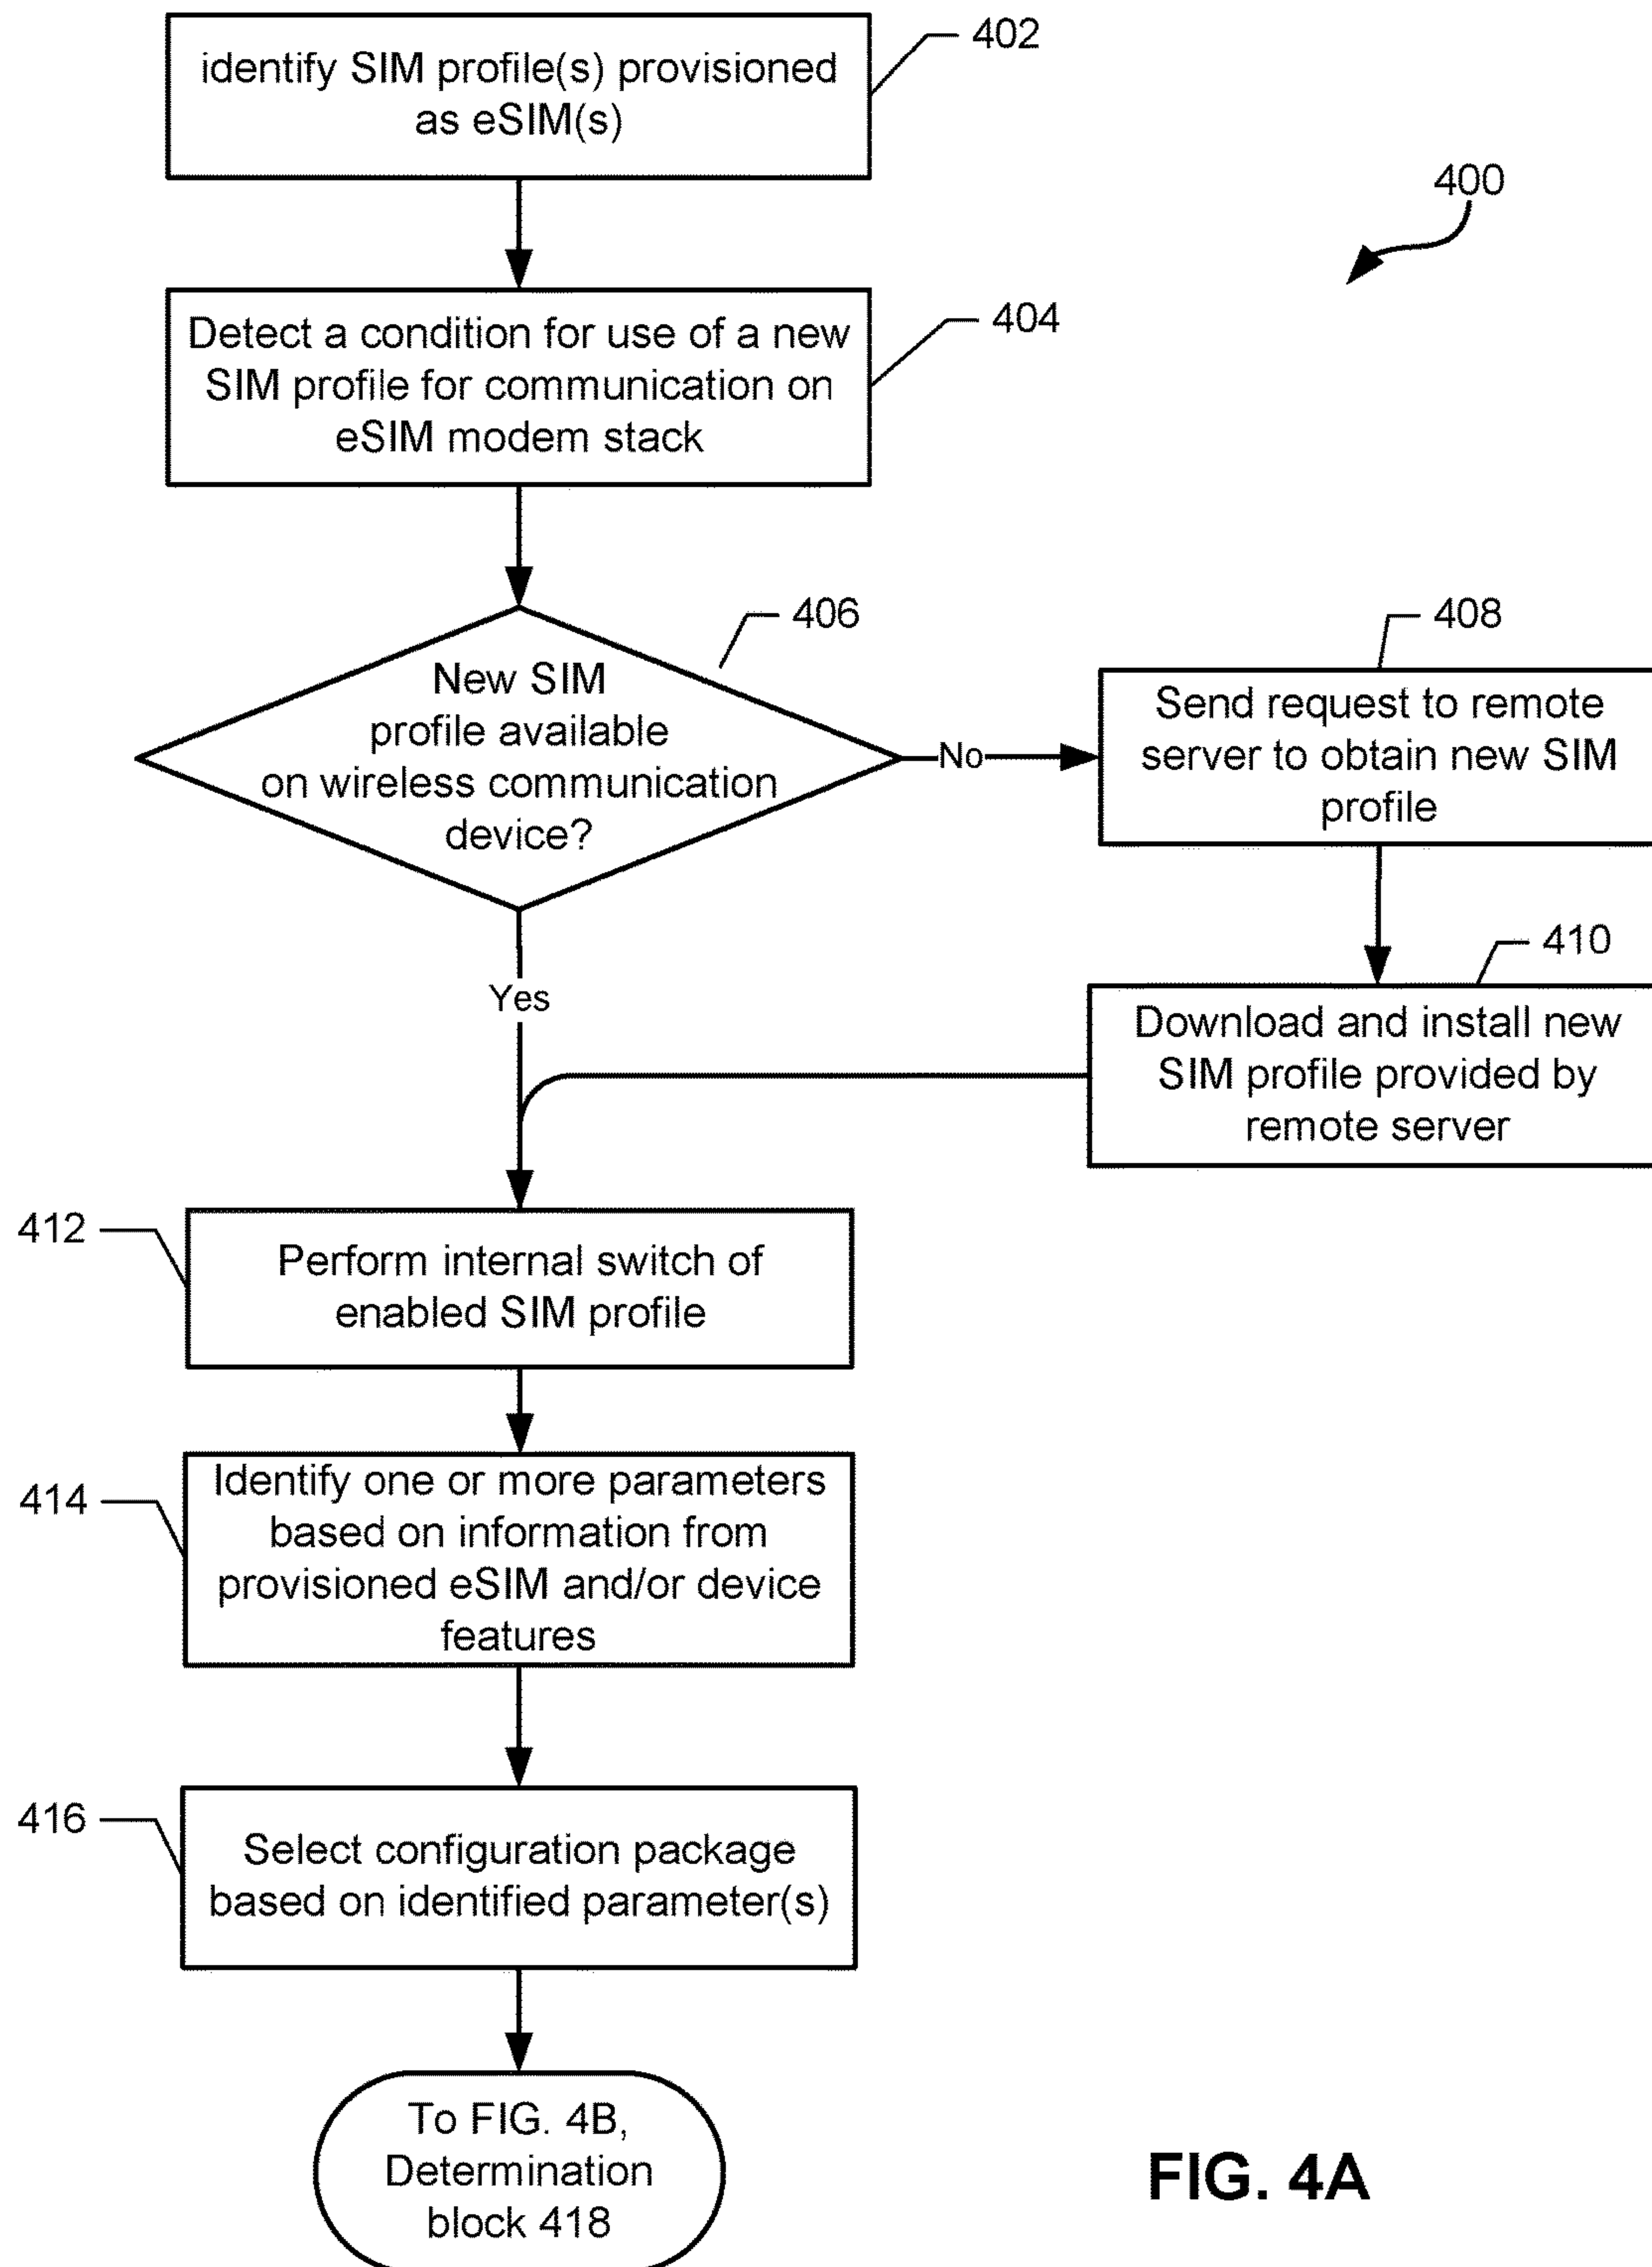 402
identify SIM profile(s) provisioned
as eSIM(s)
400
404
Detect a condition for use of a new
SIM profile for communication on
eSIM modem stack
406
New SIM
profile available
on wireless communication
device?
No
408
Send request to remote
server to obtain new SIM
profile
Yes
410
Download and install new
SIM profile provided by
remote server
412
Perform internal switch of
enabled SIM profile
414
Identify one or more parameters
based on information from
provisioned eSIM and/or device
features
416
Select configuration package
based on identified parameter(s)
To FIG. 4B,
Determination
block 418
FIG. 4A